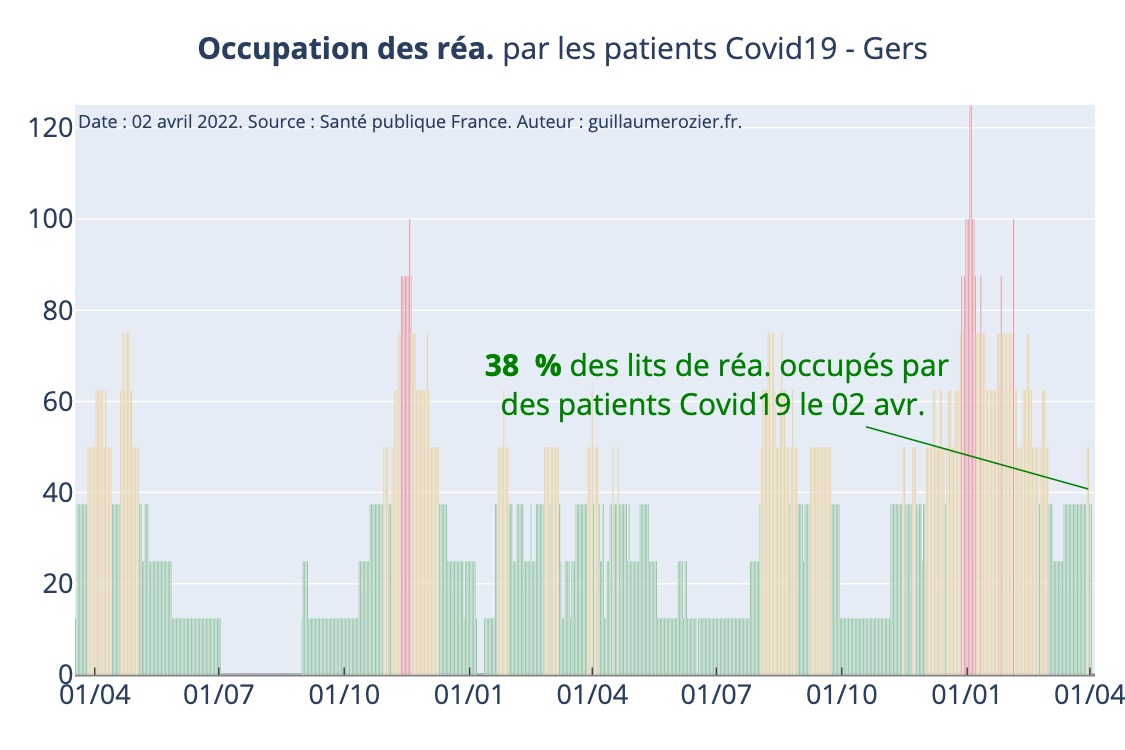 Occupation des réa. par les patients Covid19 - Gers
Date : 02 avril 2022. Source : Santé publique France. Auteur : guillaumerozier.fr.
120
100
80
60
40
20
0
38 % des lits de réa. occupés par
des patients Covid19 le 02 avr.
01/04 01/07 01/10 01/01 01/04 01/07 01/10 01/01 01/04